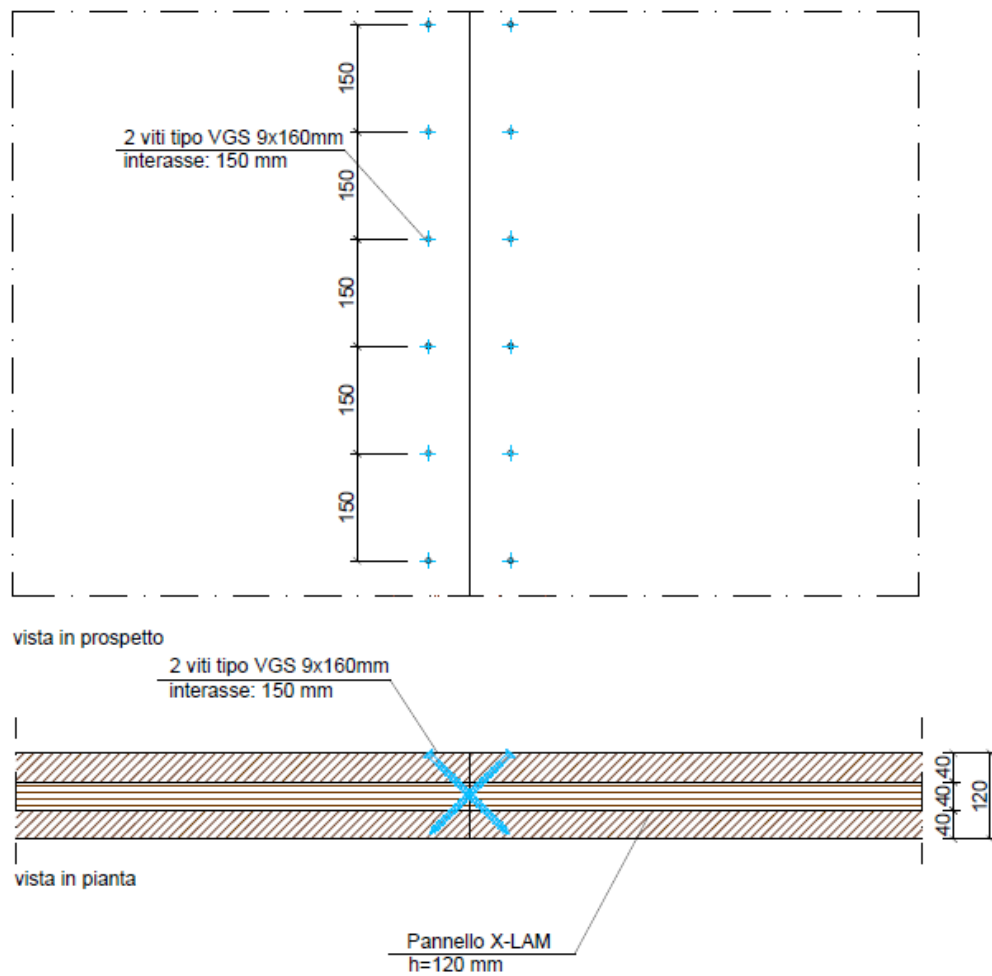 150
2 viti tipo VGS 9x160mm
interasse: 150 mm
150
150
150
150
vista in prospetto
2 viti tipo VGS 9x160mm
interasse: 150 mm
40
40
40
120
vista in pianta
Pannello X-LAM
h=120 mm